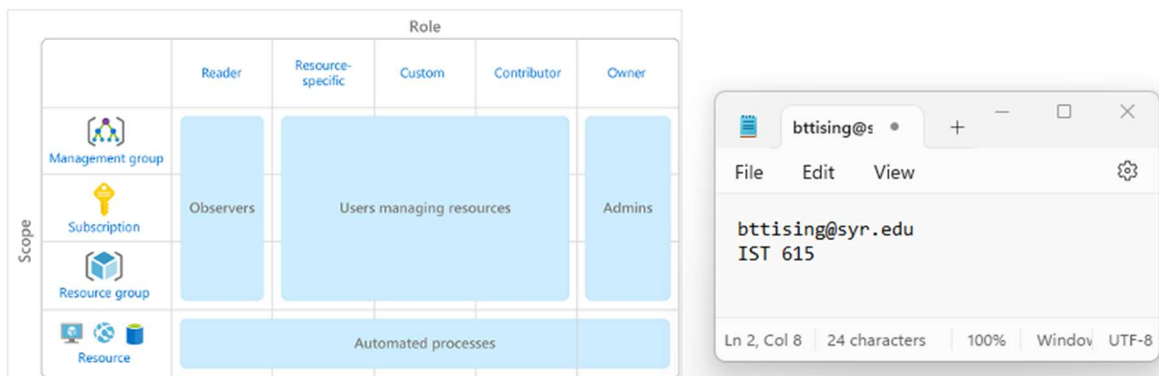 Role
Reader
Resource-
specific
Custom
Contributor
Owner
Scope
Management group
Subscription
Resource group
Resource
Observers
Users managing resources
Admins
Automated processes
bttising@s
File Edit View
bttising@syr.edu
IST 615
Ln 2, Col 8 24 characters 100% Window UTF-8